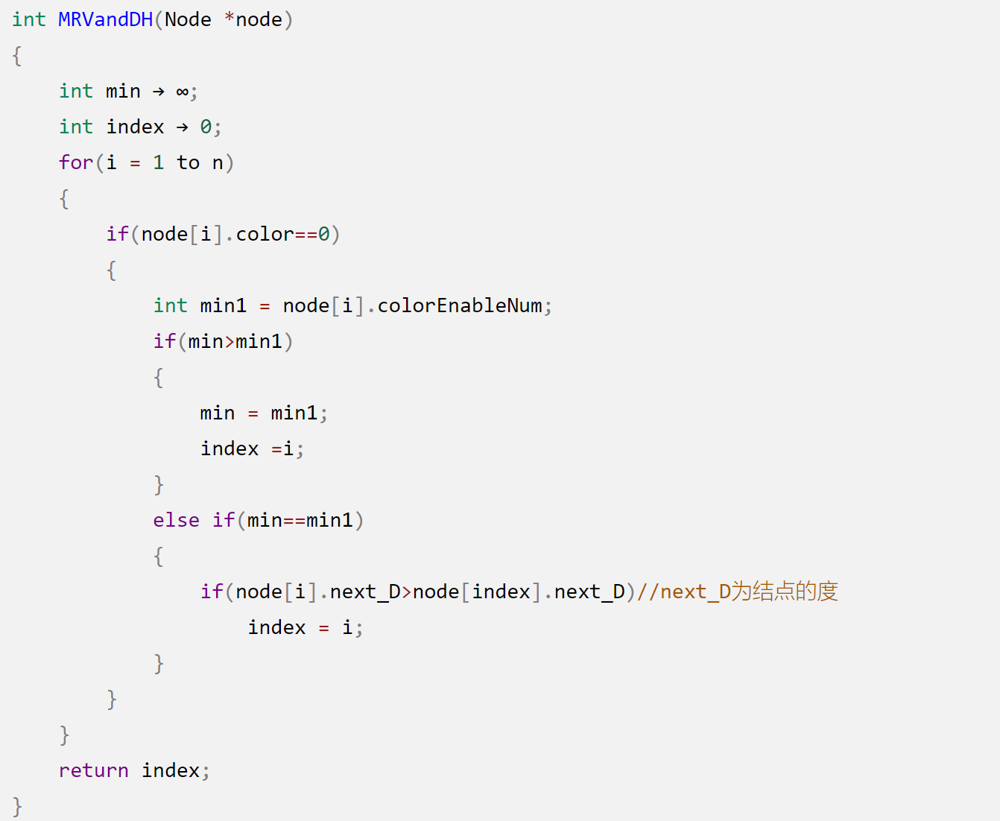 int MRVandDH(Node *node)
{
    int min → ∞;
    int index → 0;
    for(i = 1 to n)
    {
        if(node[i].color==0)
        {
            int min1 = node[i].colorEnableNum;
            if(min>min1)
            {
                min = min1;
                index =i;
            }
            else if(min==min1)
            {
                if(node[i].next_D>node[index].next_D)//next_D为结点的度
                    index = i;
            }
        }
    }
    return index;
}